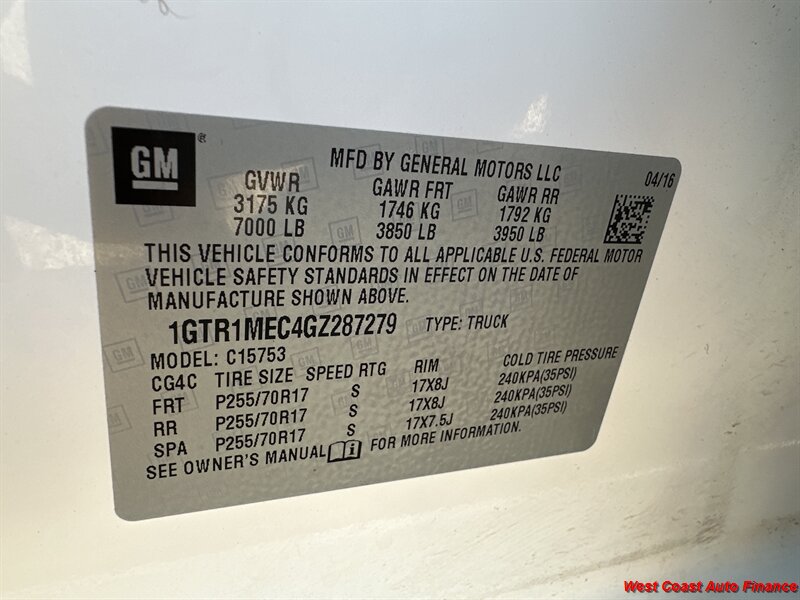 GM
MFD BY GENERAL MOTORS LLC
04/16
GVWR GAWR FRT GAWR RR
3175 KG 1746 KG 1792 KG
7000 LB 3850 LB 3950 LB
THIS VEHICLE CONFORMS TO ALL APPLICABLE U.S. FEDERAL MOTOR
VEHICLE SAFETY STANDARDS IN EFFECT ON THE DATE OF
MANUFACTURE SHOWN ABOVE.
1GTR1MEC4GZ287279 TYPE: TRUCK
MODEL: C15753
CG4C TIRE SIZE SPEED RTG RIM COLD TIRE PRESSURE
FRT P255/70R17 S 17X8J 240KPA(35PSI)
RR P255/70R17 S 17X8J 240KPA(35PSI)
SPA P255/70R17 S 17X7.5J 240KPA(35PSI)
SEE OWNER'S MANUAL FOR MORE INFORMATION.
West Coast Auto Finance